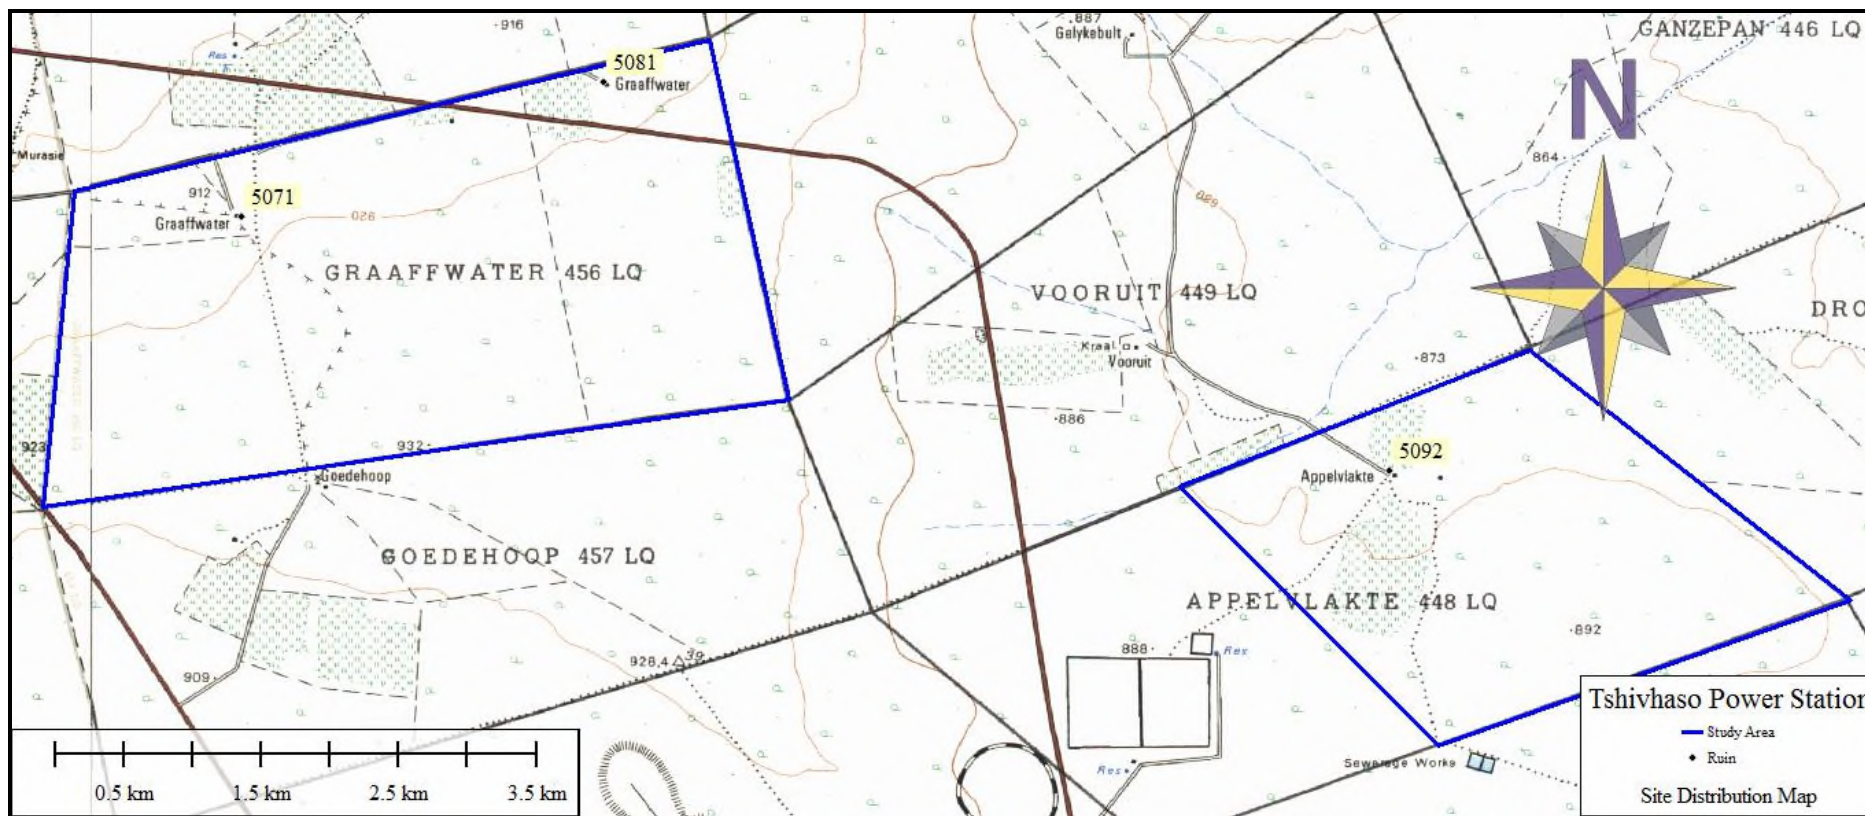 916
887
Gelykebult
GANZEPAN 446 LQ
Res
5081
Graaffwater
N
Murasie
864
912
5071
Graaffwater
920
GRAAFFWATER 456 LQ
VOORUIT 449 LQ
DRO
Kraal
Vooruit
873
886
923
932
Goedehoop
5092
Appelvlakte
GOEDEHOOP 457 LQ
APPELVLAKTE 448 LQ
892
888
Res
928,4
39
909
Tshivhaso Power Station
Study Area
Ruin
Site Distribution Map
Sewerage Works
Res
0.5 km 1.5 km 2.5 km 3.5 km